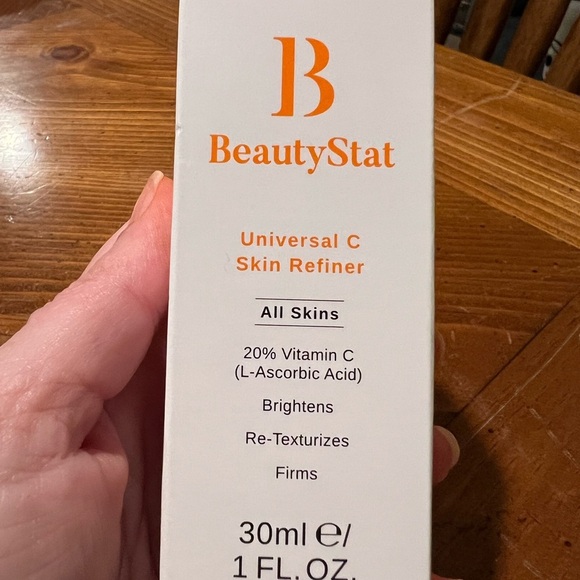 B
BeautyStat
Universal C
Skin Refiner
All Skins
20% Vitamin C
(L-Ascorbic Acid)
Brightens
Re-Texturizes
Firms
30ml ℮/
1 FL. OZ.